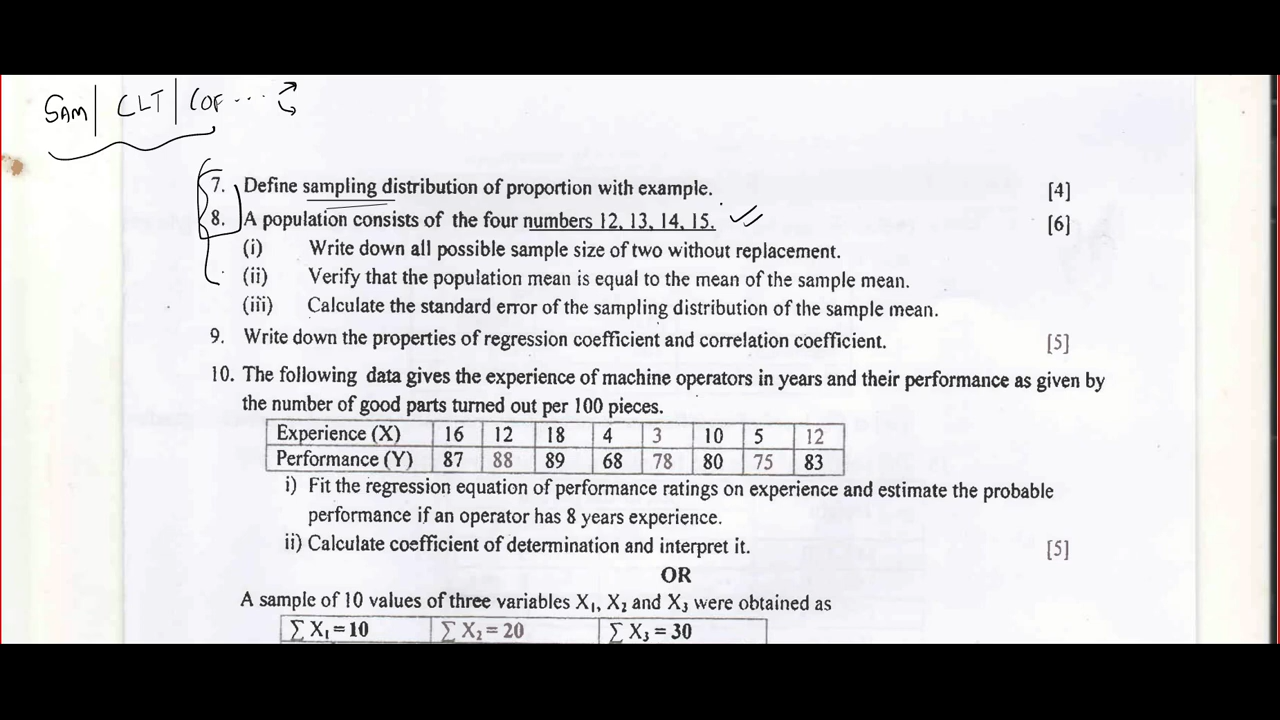 SAM | CLT | COF ...
7. Define sampling distribution of proportion with example. [4]
8. A population consists of the four numbers 12, 13, 14, 15. [6]
(i) Write down all possible sample size of two without replacement.
(ii) Verify that the population mean is equal to the mean of the sample mean.
(iii) Calculate the standard error of the sampling distribution of the sample mean.
9. Write down the properties of regression coefficient and correlation coefficient. [5]
10. The following data gives the experience of machine operators in years and their performance as given by
the number of good parts turned out per 100 pieces.
Experience (X) 16 12 18 4 3 10 5 12
Performance (Y) 87 88 89 68 78 80 75 83
i) Fit the regression equation of performance ratings on experience and estimate the probable
performance if an operator has 8 years experience.
ii) Calculate coefficient of determination and interpret it. [5]
OR
A sample of 10 values of three variables X₁, X₂ and X₃ were obtained as
∑ X₁ = 10 ∑ X₂ = 20 ∑ X₃ = 30